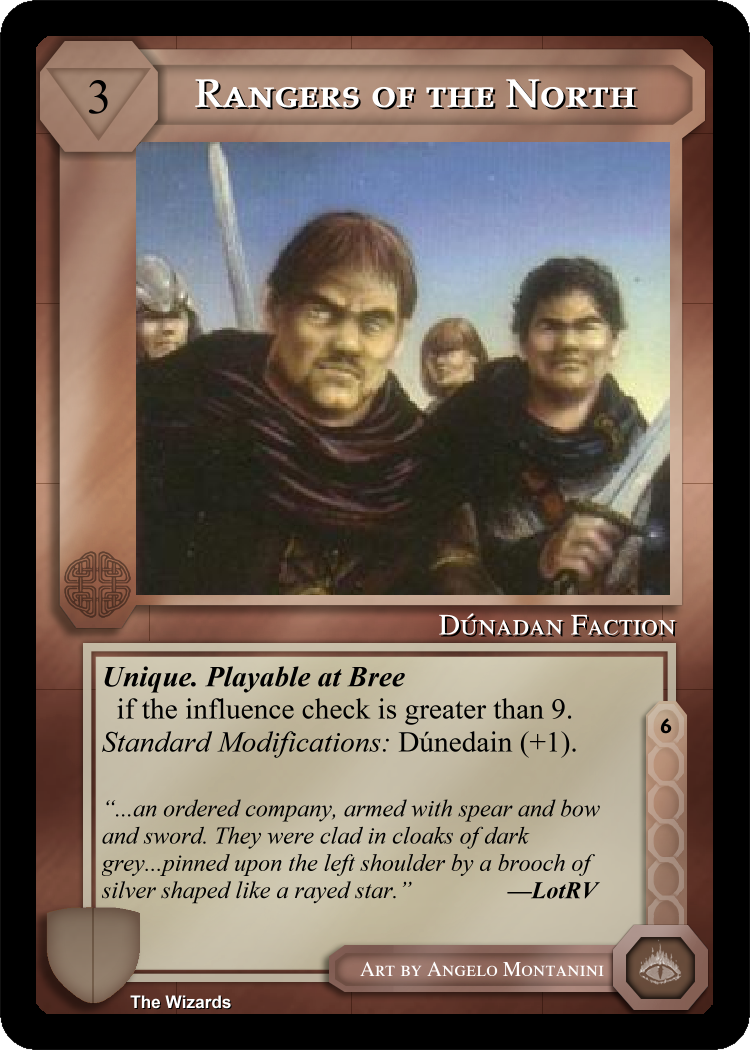 3
Rangers of the North
Dúnadan Faction
Unique. Playable at Bree
if the influence check is greater than 9.
Standard Modifications: Dúnedain (+1).
6
“...an ordered company, armed with spear and bow
and sword. They were clad in cloaks of dark
grey...pinned upon the left shoulder by a brooch of
silver shaped like a rayed star.” —LotRV
Art by Angelo Montanini
The Wizards